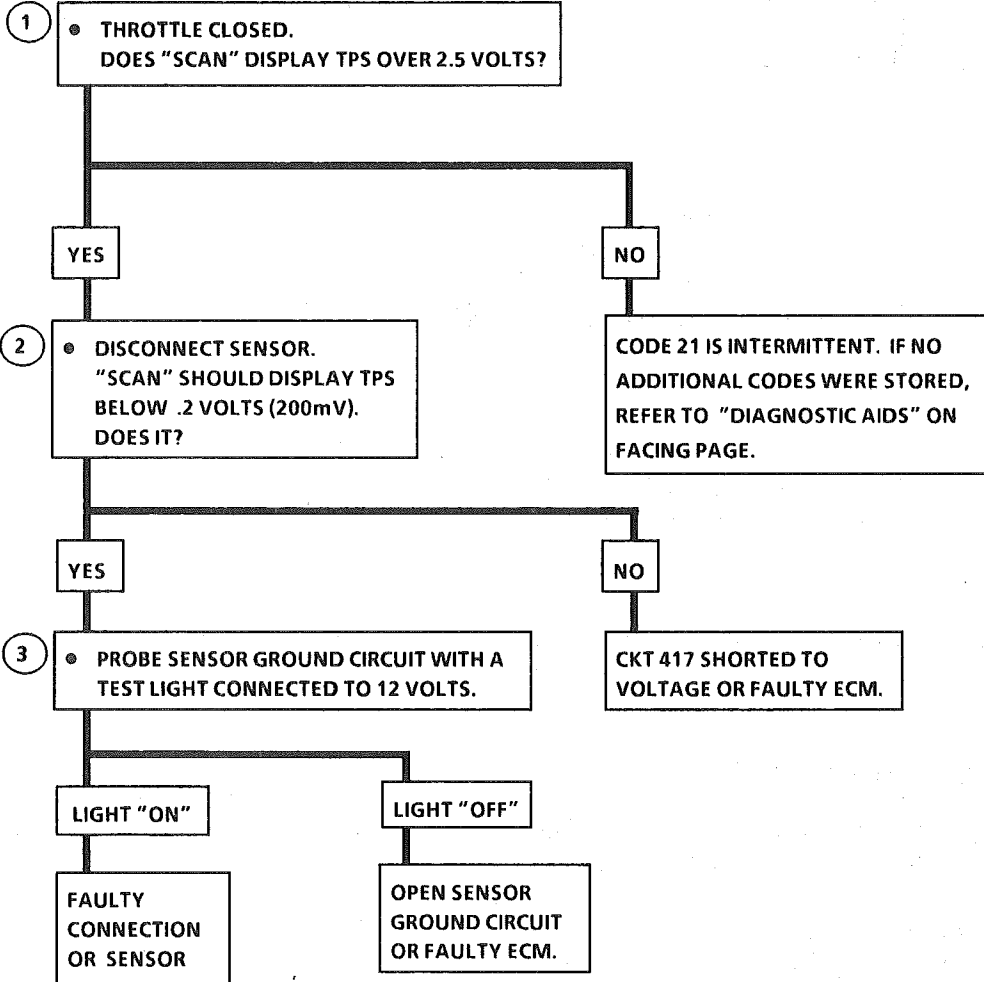 1
• THROTTLE CLOSED.
DOES "SCAN" DISPLAY TPS OVER 2.5 VOLTS?
YES
NO
2
• DISCONNECT SENSOR.
"SCAN" SHOULD DISPLAY TPS
BELOW .2 VOLTS (200mV).
DOES IT?
CODE 21 IS INTERMITTENT. IF NO
ADDITIONAL CODES WERE STORED,
REFER TO "DIAGNOSTIC AIDS" ON
FACING PAGE.
YES
NO
3
• PROBE SENSOR GROUND CIRCUIT WITH A
TEST LIGHT CONNECTED TO 12 VOLTS.
CKT 417 SHORTED TO
VOLTAGE OR FAULTY ECM.
LIGHT "ON"
LIGHT "OFF"
FAULTY
CONNECTION
OR SENSOR
OPEN SENSOR
GROUND CIRCUIT
OR FAULTY ECM.